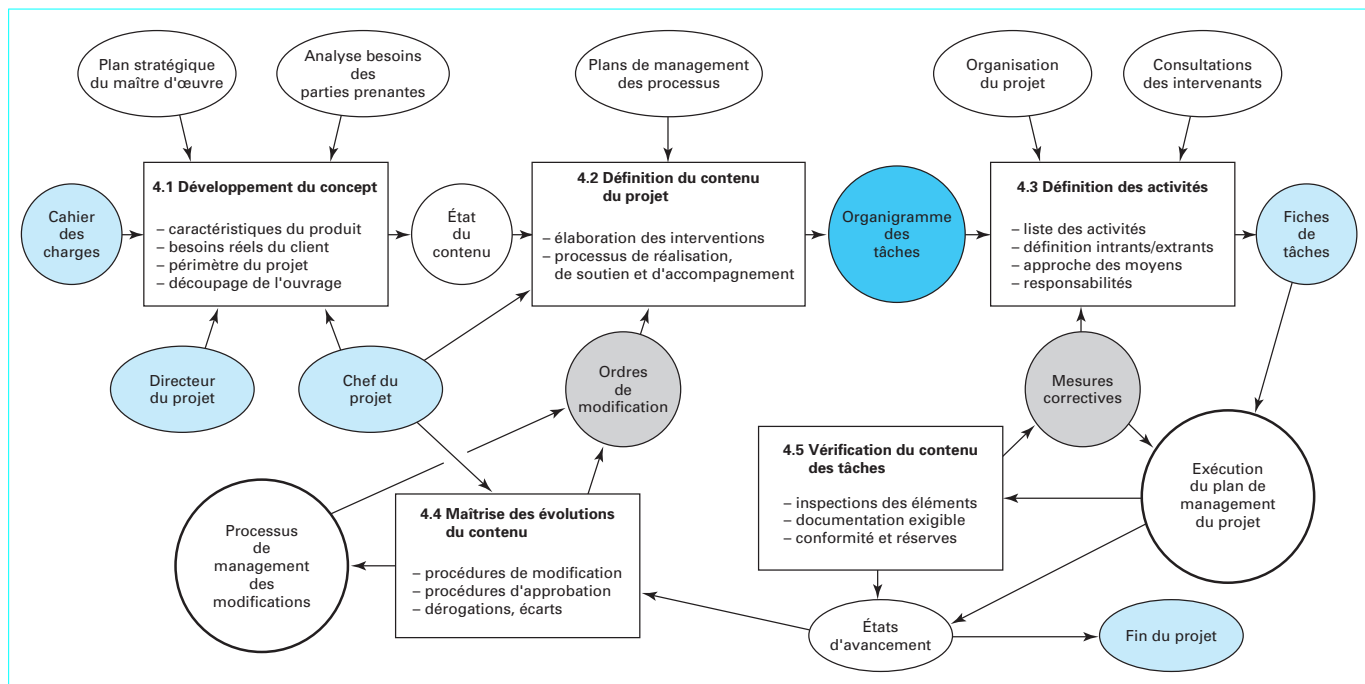 Plan stratégique
du maître d'œuvre
Analyse besoins
des
parties prenantes
Plans de management
des processus
Organisation
du projet
Consultations
des intervenants
Cahier
des
charges
4.1 Développement du concept
– caractéristiques du produit
– besoins réels du client
– périmètre du projet
– découpage de l'ouvrage
État
du
contenu
4.2 Définition du contenu
du projet
– élaboration des interventions
– processus de réalisation,
de soutien et d'accompagnement
Organigramme
des
tâches
4.3 Définition des activités
– liste des activités
– définition intrants/extrants
– approche des moyens
– responsabilités
Fiches
de
tâches
Directeur
du projet
Chef du
projet
Ordres
de
modification
Mesures
correctives
Processus
de
management
des
modifications
4.4 Maîtrise des évolutions
du contenu
– procédures de modification
– procédures d'approbation
– dérogations, écarts
4.5 Vérification du contenu
des tâches
– inspections des éléments
– documentation exigible
– conformité et réserves
Exécution
du plan de
management
du projet
États
d'avancement
Fin du projet